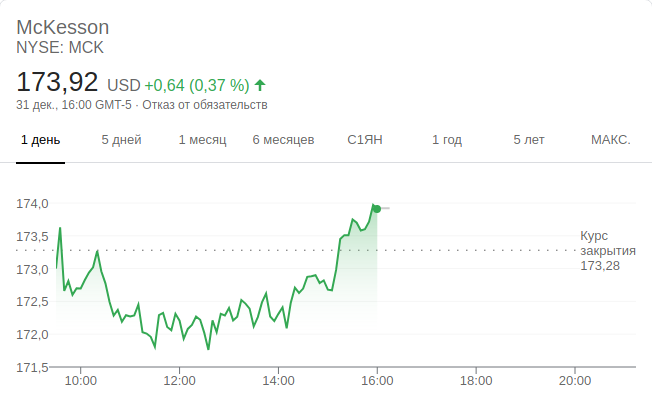 McKesson
NYSE: MCK
173,92 USD +0,64 (0,37 %)
31 дек., 16:00 GMT-5 · Отказ от обязательств
1 день 5 дней 1 месяц 6 месяцев С1ЯН 1 год 5 лет МАКС.
174,0
173,5
173,0
172,5
172,0
171,5
Курс
закрытия
173,28
10:00 12:00 14:00 16:00 18:00 20:00